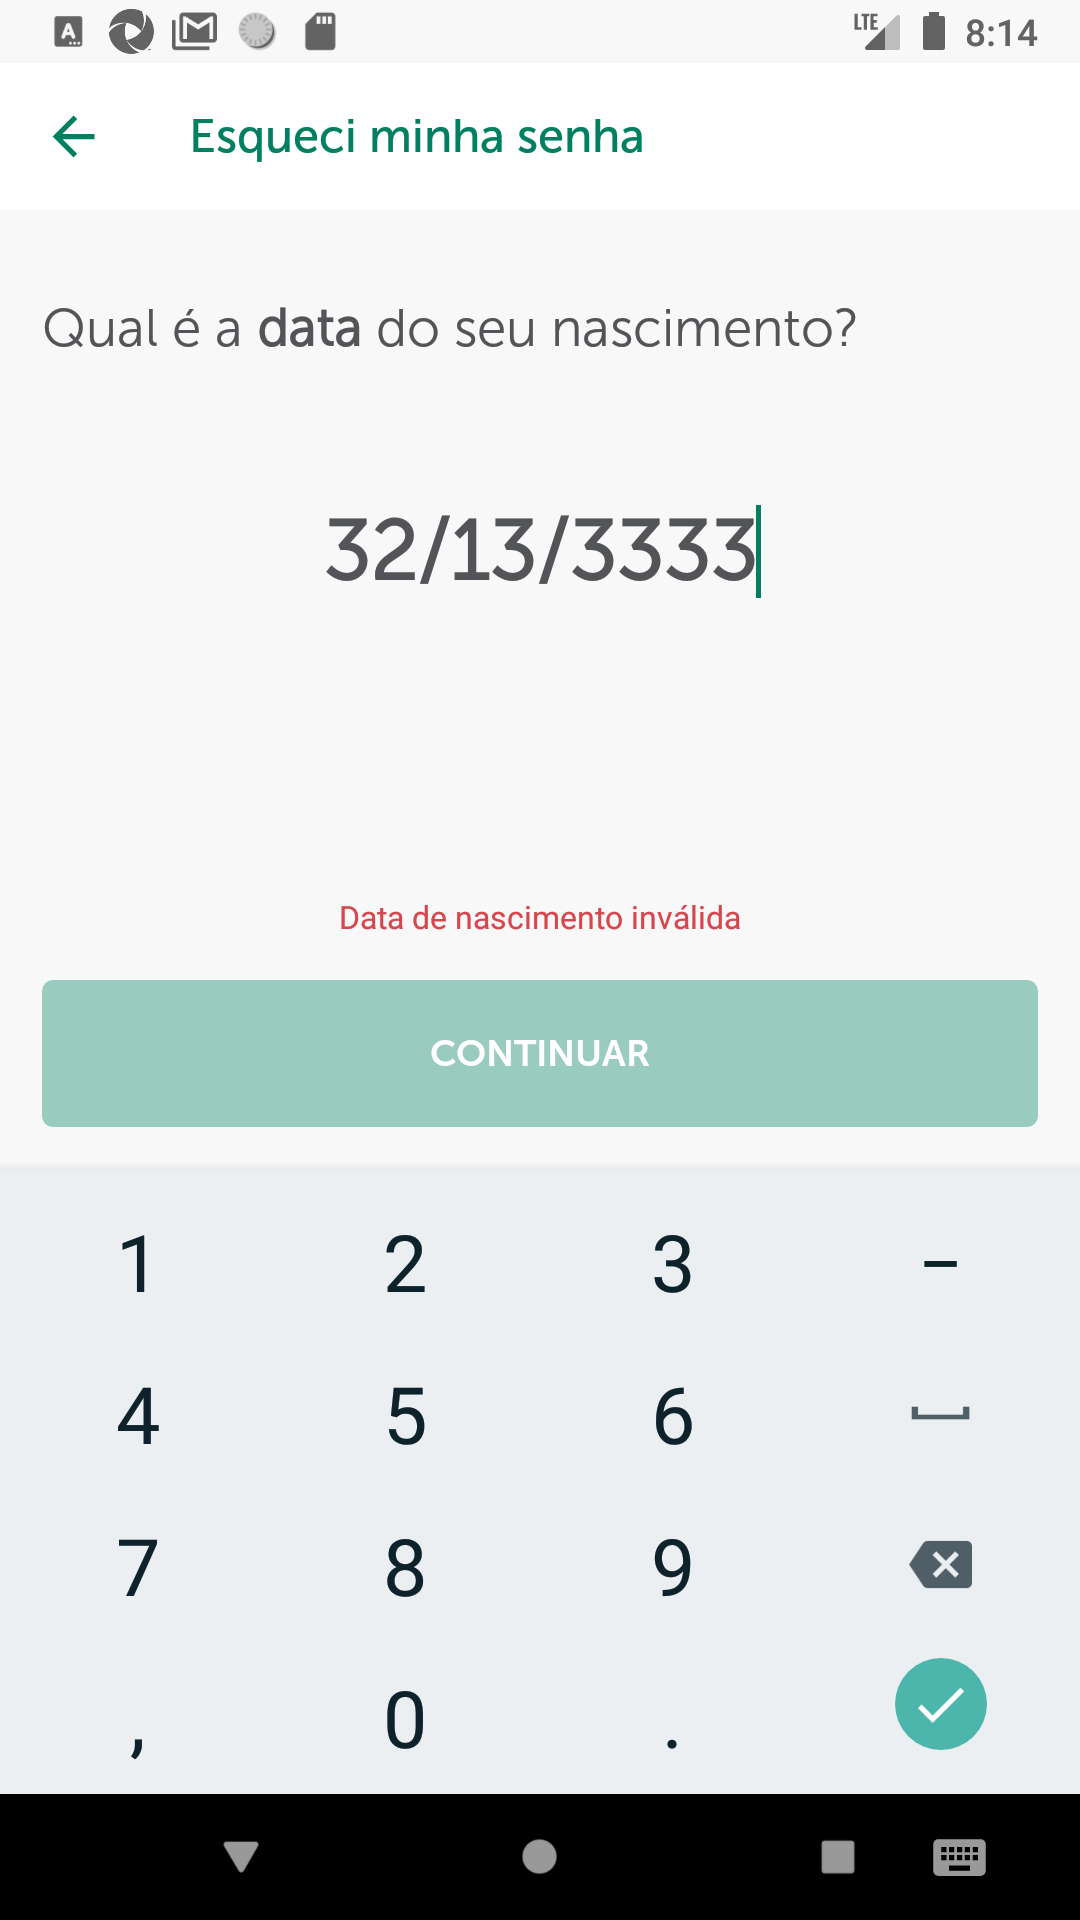 LTE 8:14
Esqueci minha senha
Qual é a data do seu nascimento?
32/13/3333
Data de nascimento inválida
CONTINUAR
1 2 3 –
4 5 6
7 8 9
, 0 .